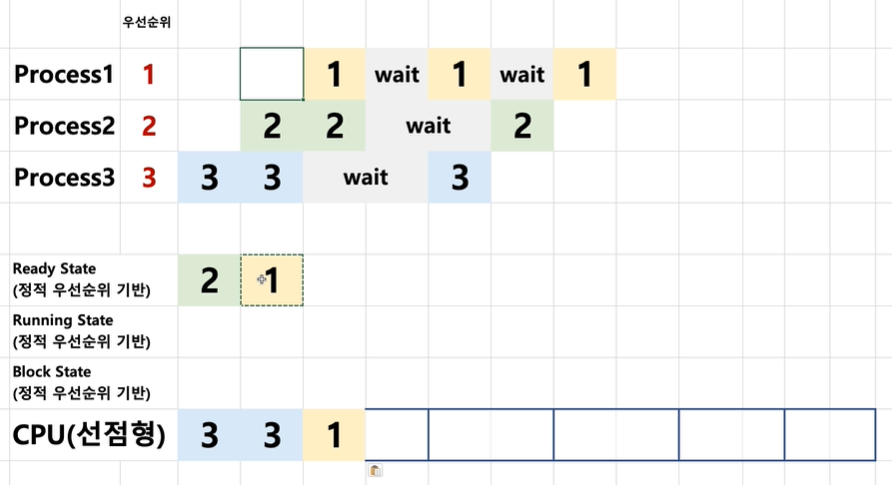 우선순위
Process1 1 1 wait 1 wait 1
Process2 2 2 2 wait 2
Process3 3 3 3 wait 3
Ready State
(정적 우선순위 기반) 2 1
Running State
(정적 우선순위 기반)
Block State
(정적 우선순위 기반)
CPU(선점형) 3 3 1